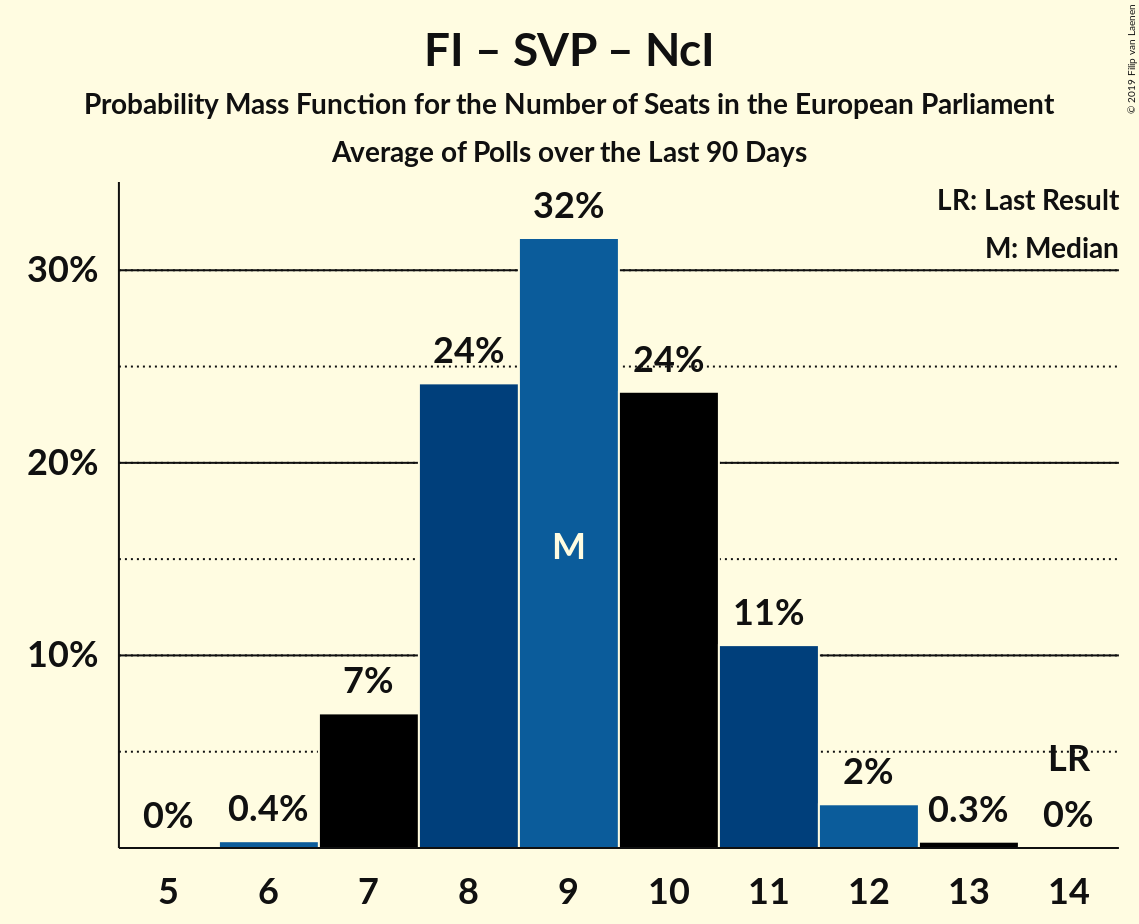 FI – SVP – NcI
Probability Mass Function for the Number of Seats in the European Parliament
Average of Polls over the Last 90 Days
© 2019 Filip van Laenen
LR: Last Result
M: Median
30%
20%
10%
0%
0.4%
7%
24%
32%
M
24%
11%
2%
0.3%
LR
0%
5 6 7 8 9 10 11 12 13 14